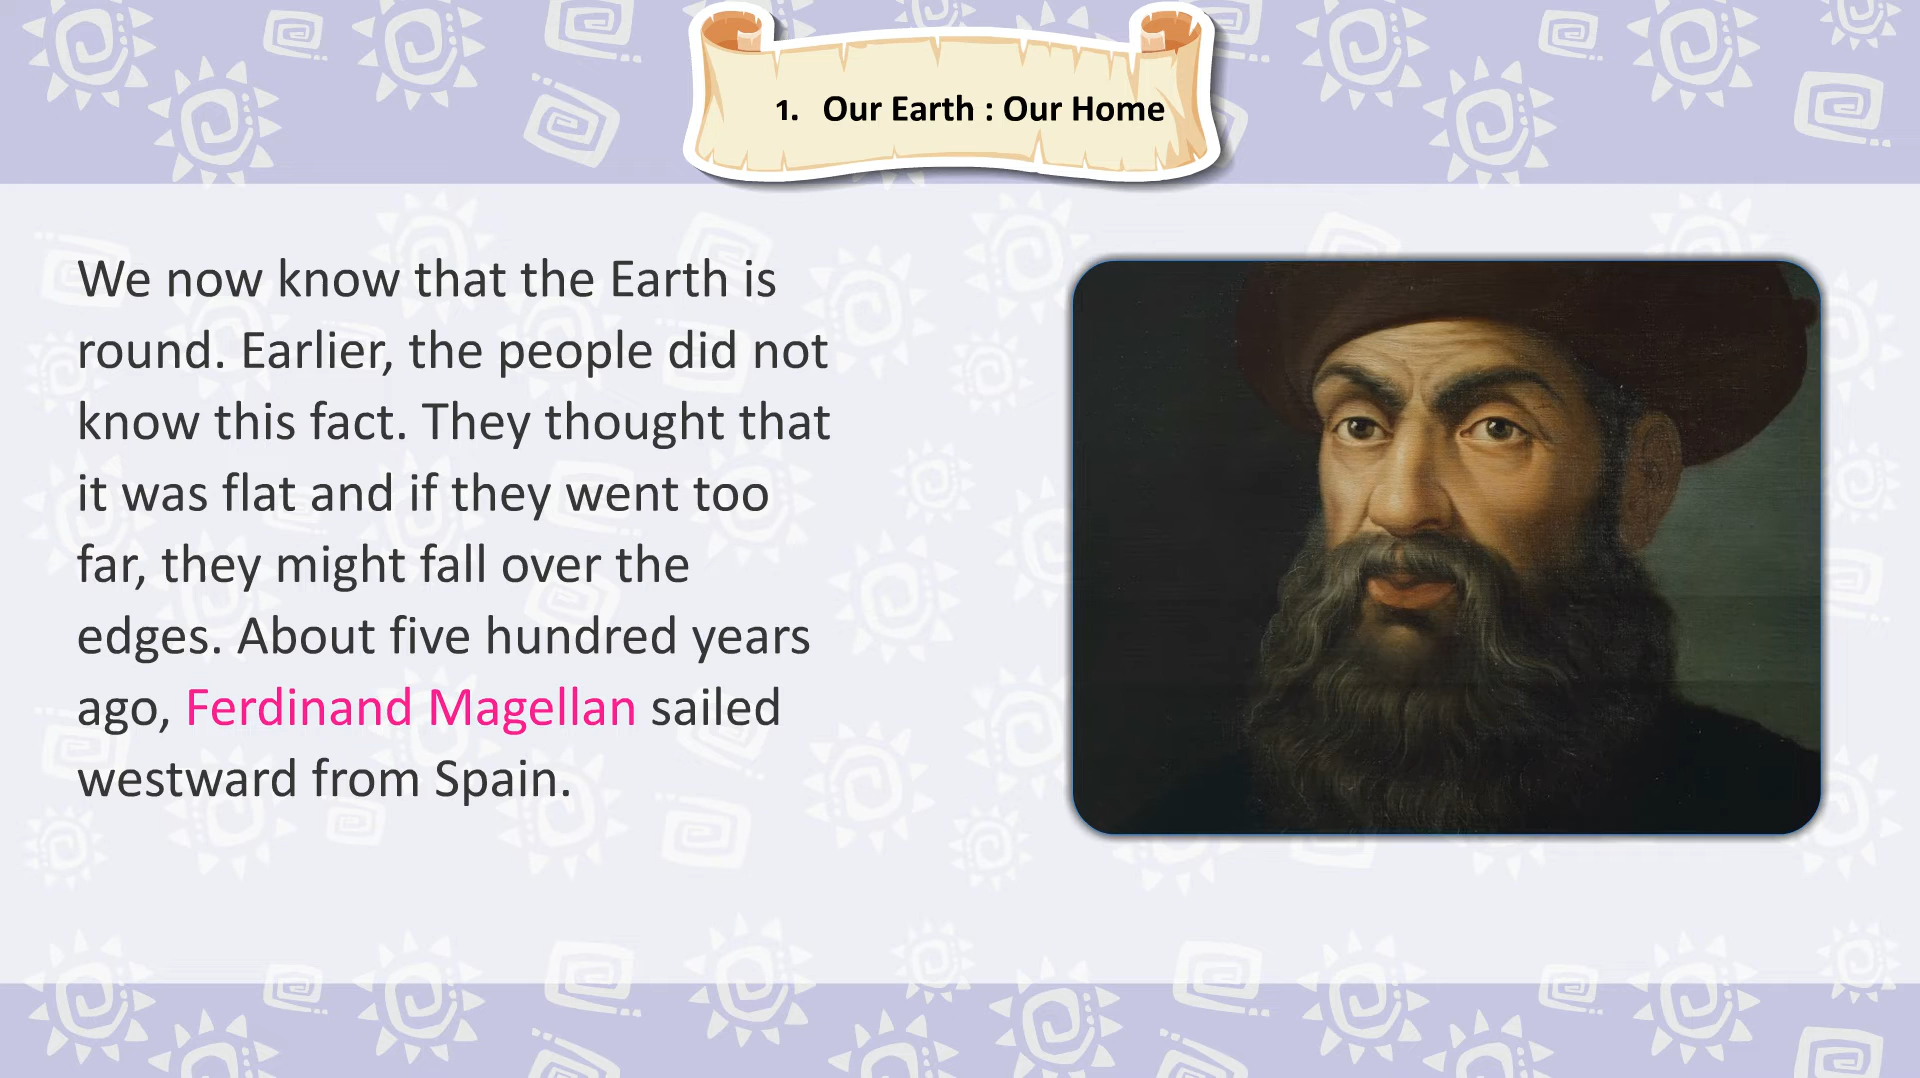 1. Our Earth : Our Home
We now know that the Earth is
round. Earlier, the people did not
know this fact. They thought that
it was flat and if they went too
far, they might fall over the
edges. About five hundred years
ago, Ferdinand Magellan sailed
westward from Spain.